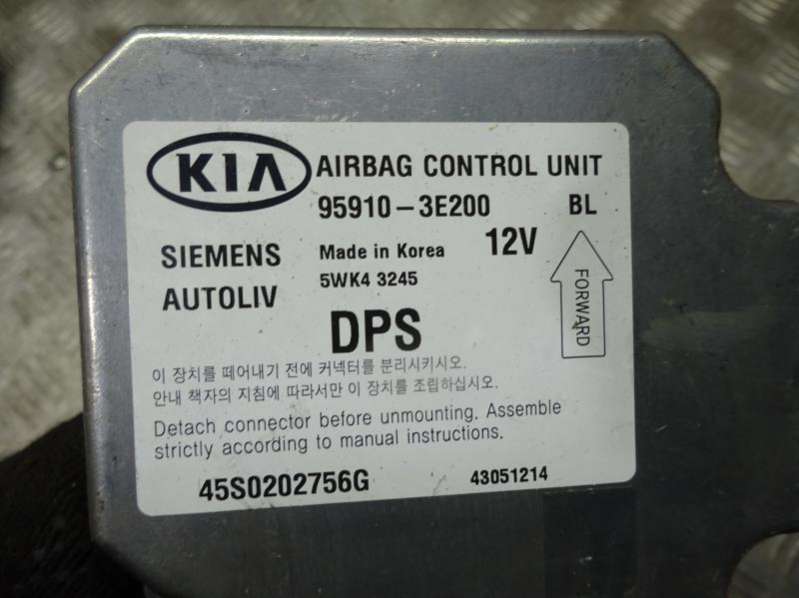 KIA AIRBAG CONTROL UNIT
95910-3E200 BL
SIEMENS AUTOLIV
Made in Korea 12V
5WK4 3245
FORWARD
DPS
이 장치를 떼어내기 전에 커넥터를 분리시키시오.
안내 책자의 지침에 따라서만 이 장치를 조립하십시오.
Detach connector before unmounting. Assemble
strictly according to manual instructions.
45S0202756G 43051214